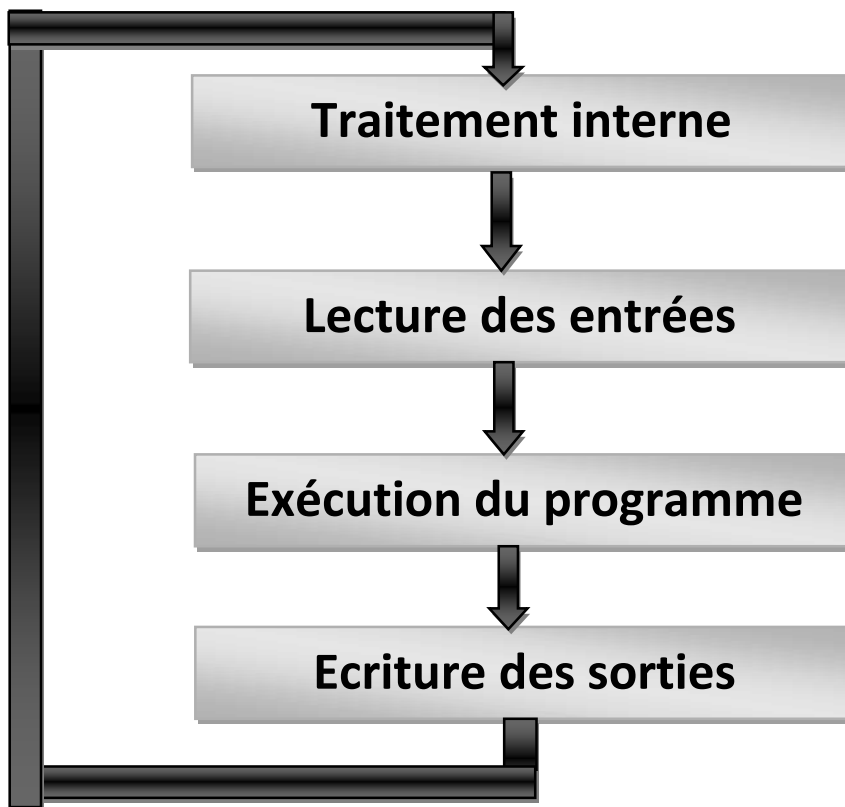 Traitement interne
Lecture des entrées
Exécution du programme
Ecriture des sorties